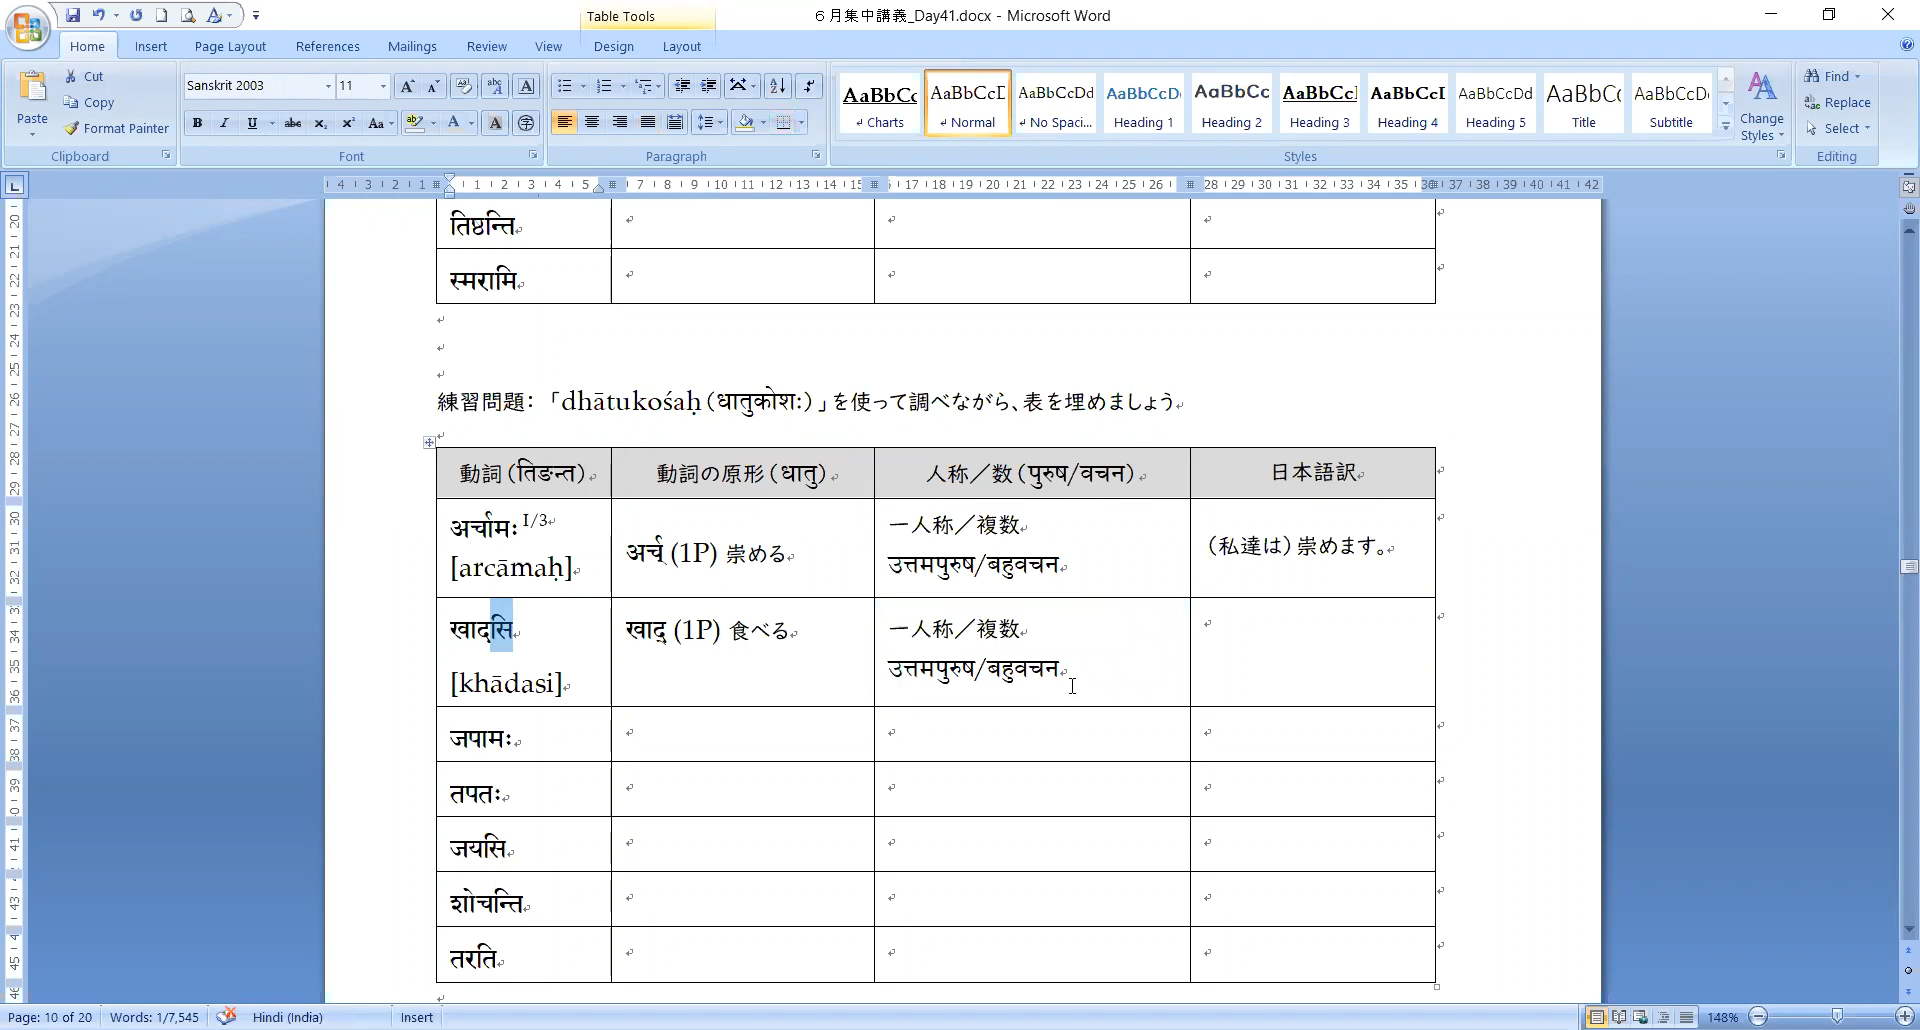 6月集中講義_Day41.docx - Microsoft Word
Table Tools
Home Insert Page Layout References Mailings Review View Design Layout
Paste
Cut
Copy
Format Painter
Clipboard
Sanskrit 2003 11
Font
Paragraph
AaBbCc AaBbCcD AaBbCcDd AaBbCcD AaBbCc AaBbCc AaBbCcI AaBbCcDd AaBbC AaBbCcD
Charts Normal No Spaci... Heading 1 Heading 2 Heading 3 Heading 4 Heading 5 Title Subtitle
Change Styles
Styles
Find
Replace
Select
Editing
तिष्ठन्ति
स्मरामि
練習問題：「dhātukośaḥ(धातुकोशः)」を使って調べながら、表を埋めましょう
動詞(तिङन्त) 動詞の原形(धातु) 人称／数(पुरुष/वचन) 日本語訳
अर्चामः I/3
[arcāmaḥ]
अर्च् (1P) 崇める
一人称／複数
उत्तमपुरुष/बहुवचन
(私達は)崇めます。
खादसि
[khādasi]
खाद् (1P) 食べる
一人称／複数
उत्तमपुरुष/बहुवचन
जपामः
तपतः
जयसि
शोचन्ति
तरति
Page: 10 of 20 Words: 1/7,545 Hindi (India) Insert 148%